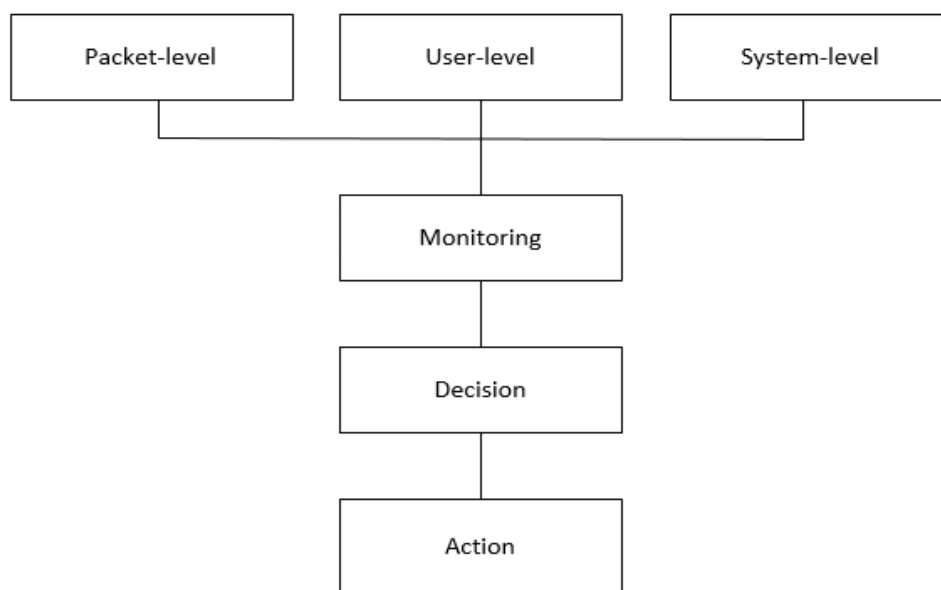 Packet-level
User-level
System-level
Monitoring
Decision
Action